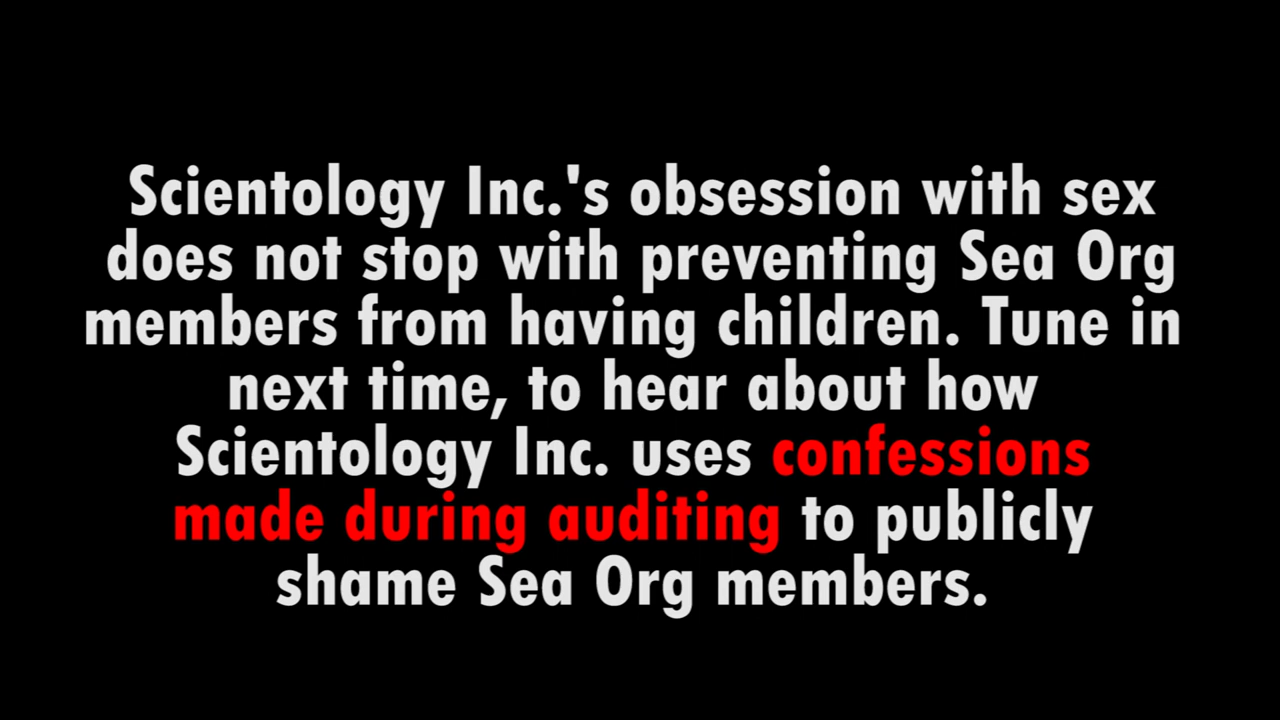 Scientology Inc.'s obsession with sex
does not stop with preventing Sea Org
members from having children. Tune in
next time, to hear about how
Scientology Inc. uses confessions
made during auditing to publicly
shame Sea Org members.